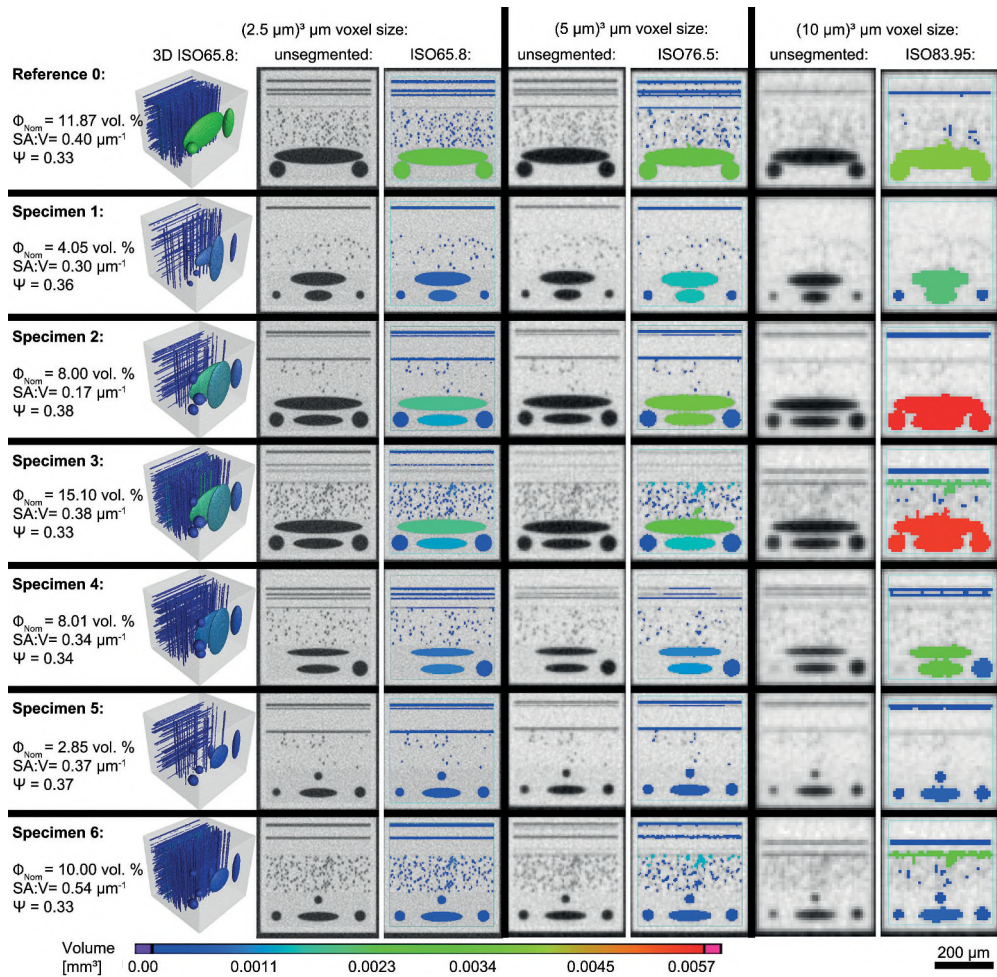 (2.5 µm)³ µm voxel size:
(5 µm)³ µm voxel size:
(10 µm)³ µm voxel size:
3D ISO65.8:
unsegmented:
ISO65.8:
unsegmented:
ISO76.5:
unsegmented:
ISO83.95:
Reference 0:
ΦNom = 11.87 vol. %
SA:V= 0.40 µm⁻¹
Ψ = 0.33
Specimen 1:
ΦNom = 4.05 vol. %
SA:V= 0.30 µm⁻¹
Ψ = 0.36
Specimen 2:
ΦNom = 8.00 vol. %
SA:V= 0.17 µm⁻¹
Ψ = 0.38
Specimen 3:
ΦNom = 15.10 vol. %
SA:V = 0.38 µm⁻¹
Ψ = 0.33
Specimen 4:
ΦNom = 8.01 vol. %
SA:V = 0.34 µm⁻¹
Ψ = 0.34
Specimen 5:
ΦNom = 2.85 vol. %
SA:V = 0.37 µm⁻¹
Ψ = 0.37
Specimen 6:
ΦNom = 10.00 vol. %
SA:V = 0.54 µm⁻¹
Ψ = 0.33
Volume
[mm³]
0.00
0.0011
0.0023
0.0034
0.0045
0.0057
200 µm